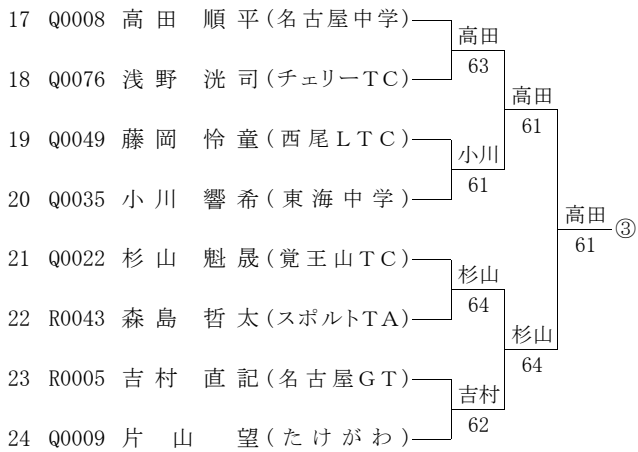 17 Q0008 高田 順平(名古屋中学)
高田
63
18 Q0076 浅野 洸司(チェリーTC)
高田
61
19 Q0049 藤岡 怜童(西尾LTC)
小川
61
20 Q0035 小川 響希(東海中学)
高田
61
③
21 Q0022 杉山 魁晟(覚王山TC)
杉山
64
22 R0043 森島 哲太(スポルトTA)
杉山
64
23 R0005 吉村 直記(名古屋GT)
吉村
62
24 Q0009 片山 望(たけがわ)